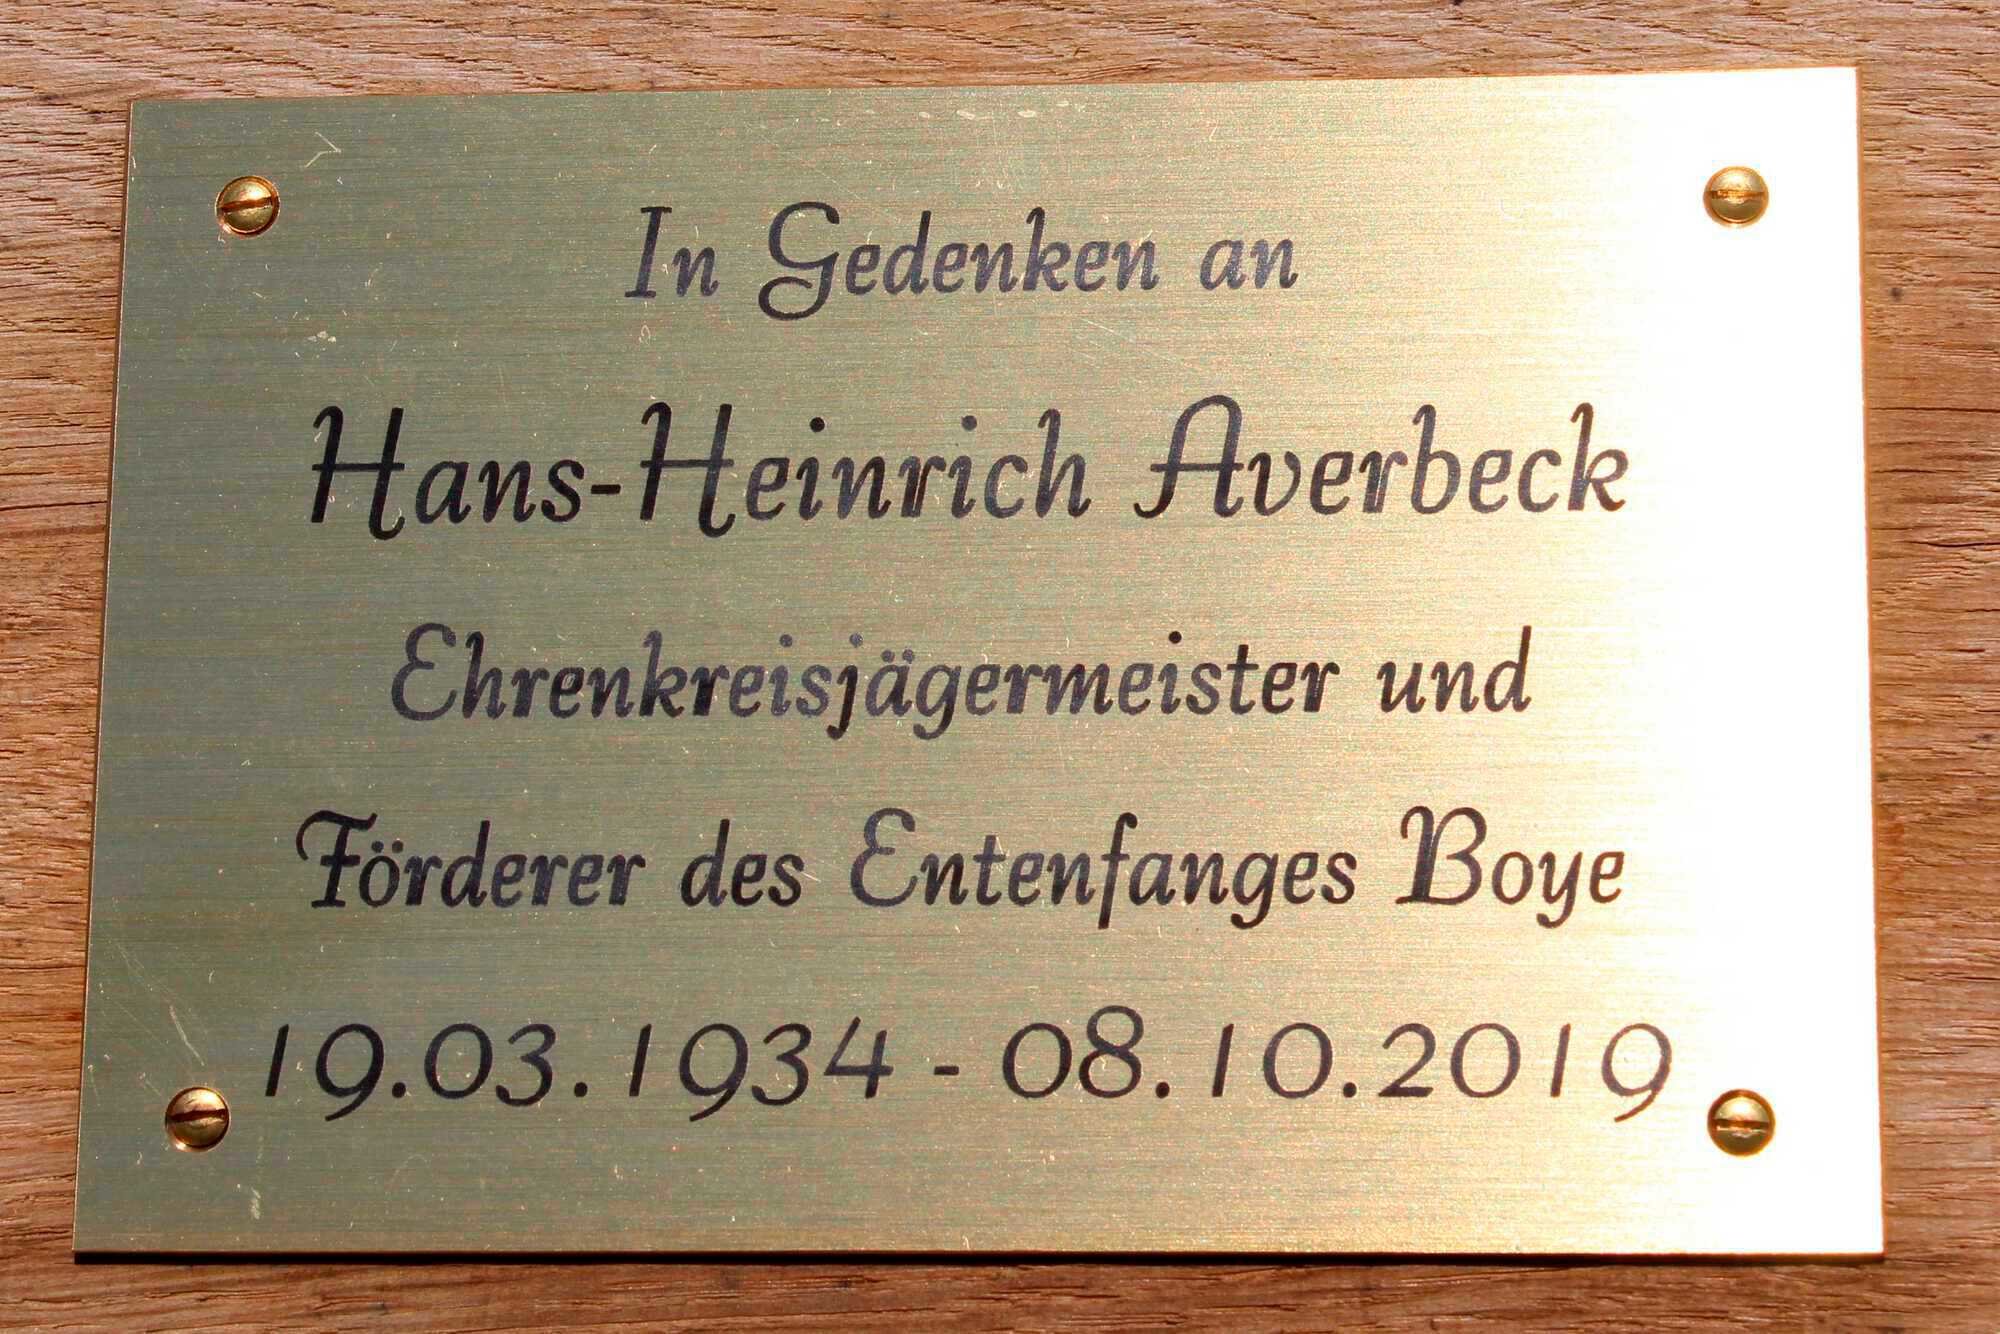 In Gedenken an
Hans-Heinrich Averbeck
Ehrenkreisjägermeister und
Förderer des Entenfanges Boye
19.03.1934 - 08.10.2019